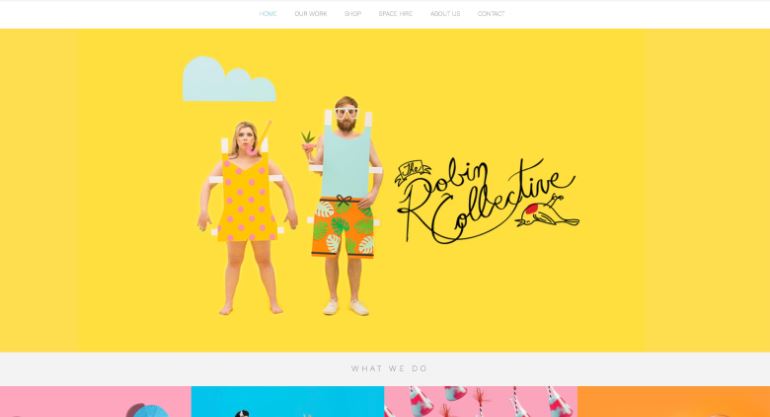 HOME OUR WORK SHOP SPACE HIRE ABOUT US CONTACT
The
Robin
Collective
WHAT WE DO